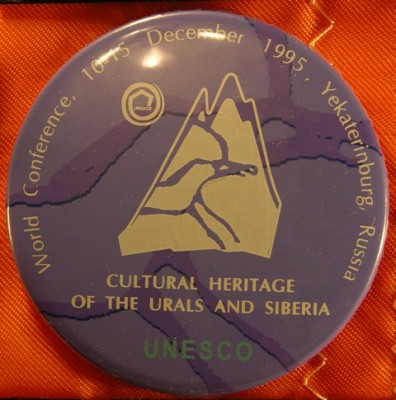 World Conference, 10-15 December 1995, Yekaterinburg, Russia
CULTURAL HERITAGE
OF THE URALS AND SIBERIA
UNESCO